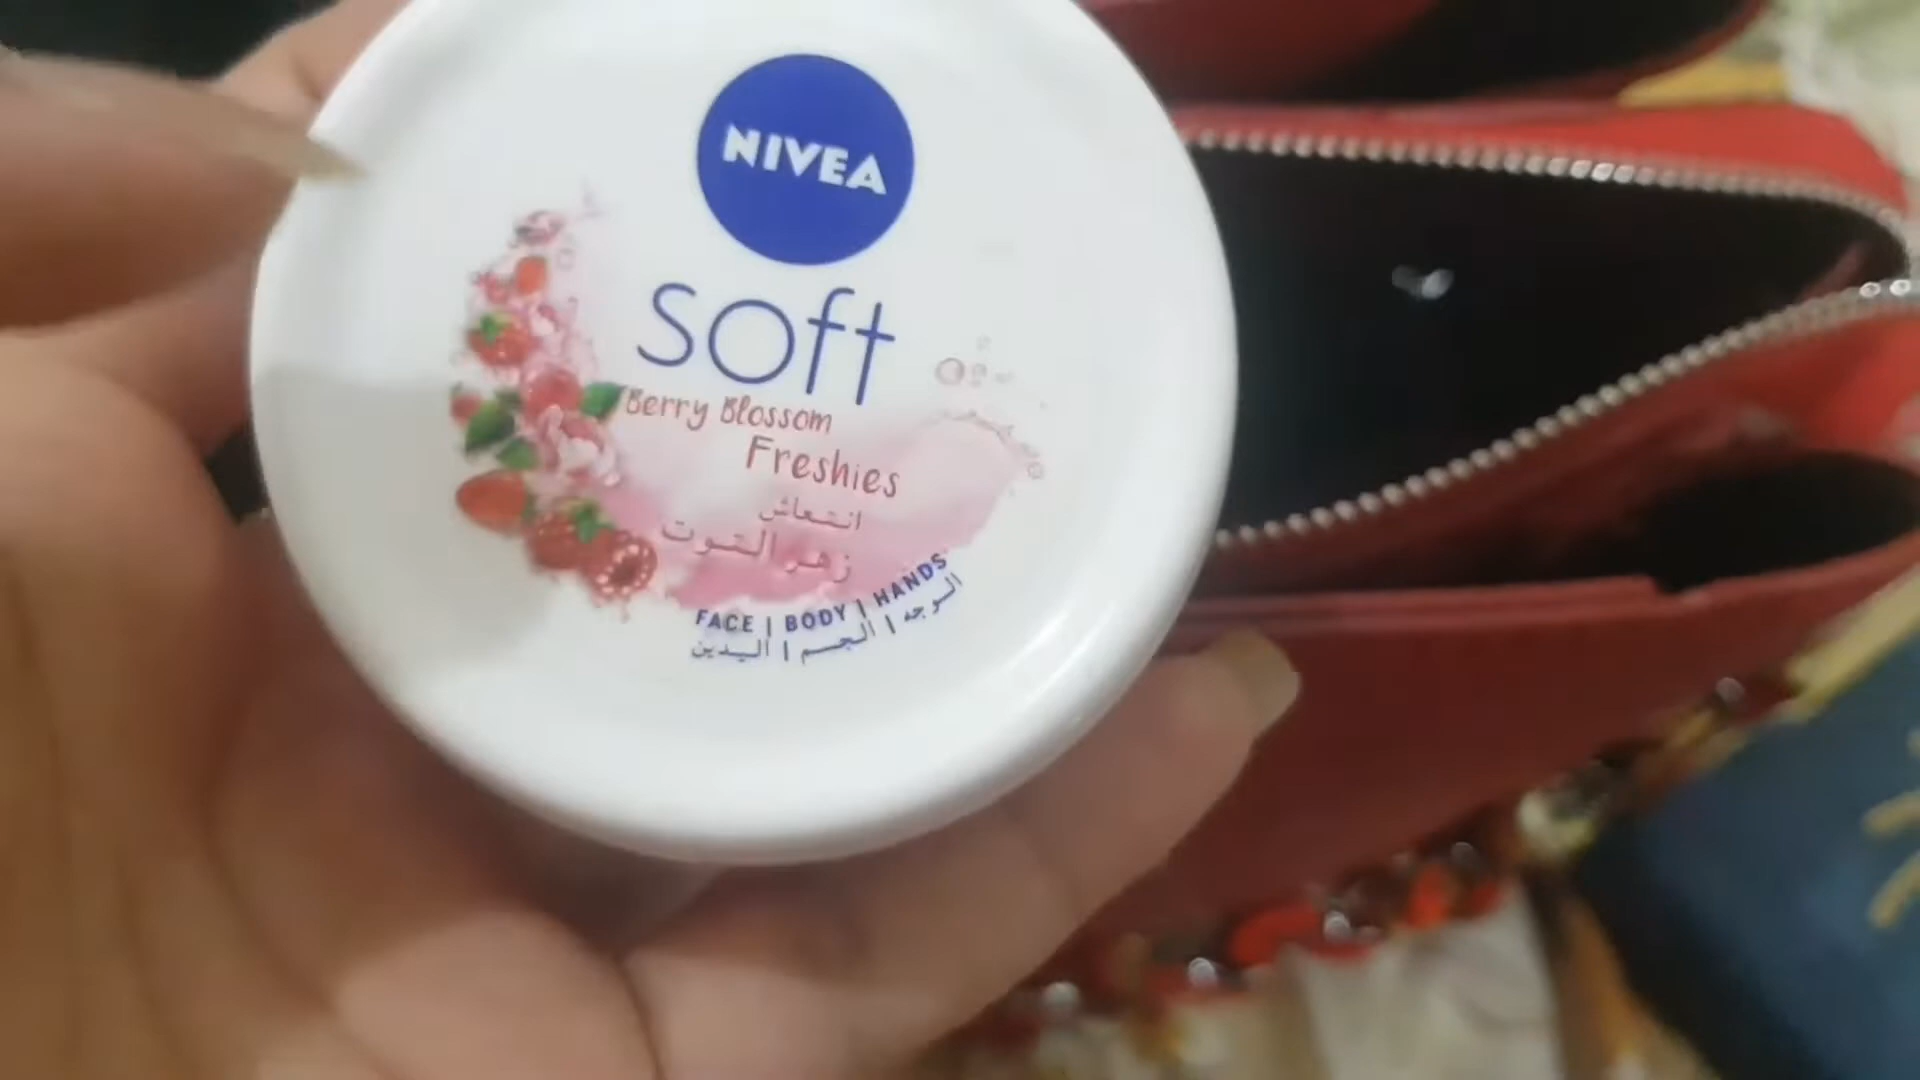 NIVEA
soft
Berry Blossom
Freshies
انتعاش
زهر التوت
FACE | BODY | HANDS
الوجه | الجسم | اليدين